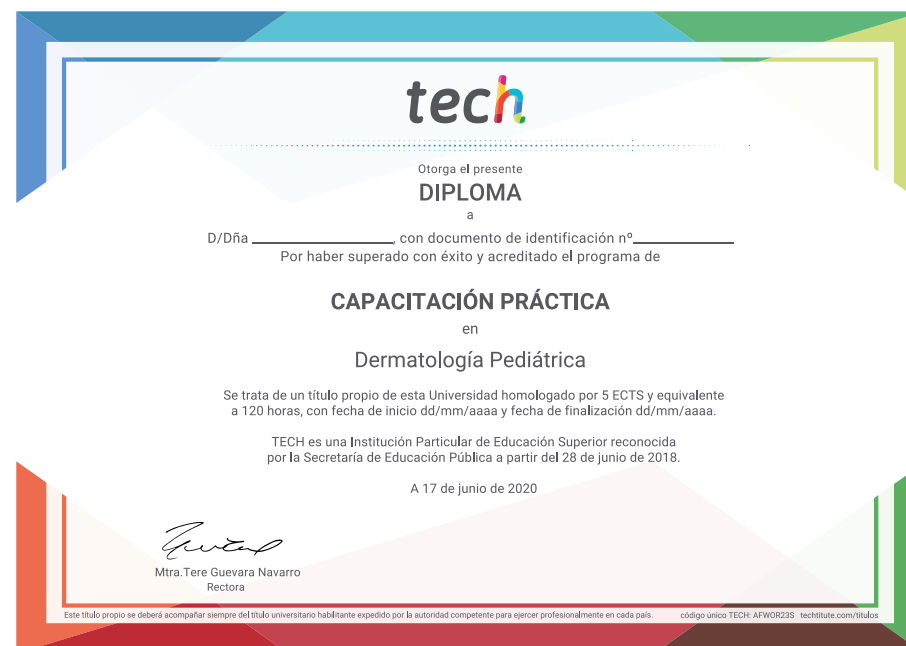 tech
Otorga el presente
DIPLOMA
a
D/Dña ____________________, con documento de identificación nº______________
Por haber superado con éxito y acreditado el programa de
CAPACITACIÓN PRÁCTICA
en
Dermatología Pediátrica
Se trata de un título propio de esta Universidad homologado por 5 ECTS y equivalente
a 120 horas, con fecha de inicio dd/mm/aaaa y fecha de finalización dd/mm/aaaa.
TECH es una Institución Particular de Educación Superior reconocida
por la Secretaría de Educación Pública a partir del 28 de junio de 2018.
A 17 de junio de 2020
Mtra.Tere Guevara Navarro
Rectora
Este título propio se deberá acompañar siempre del título universitario habilitante expedido por la autoridad competente para ejercer profesionalmente en cada país. código único TECH: AFWOR23S techtitute.com/titulos